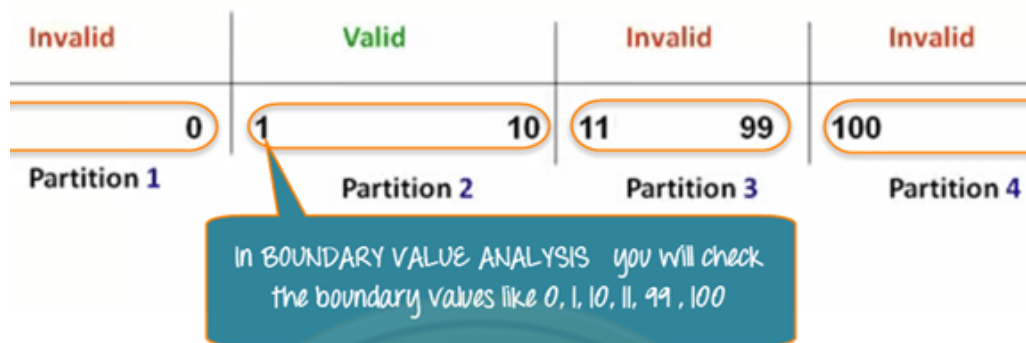 Invalid Valid Invalid Invalid
0 1 10 11 99 100
Partition 1 Partition 2 Partition 3 Partition 4
In BOUNDARY VALUE ANALYSIS you will check
the boundary values like 0, 1, 10, 11, 99 , 100